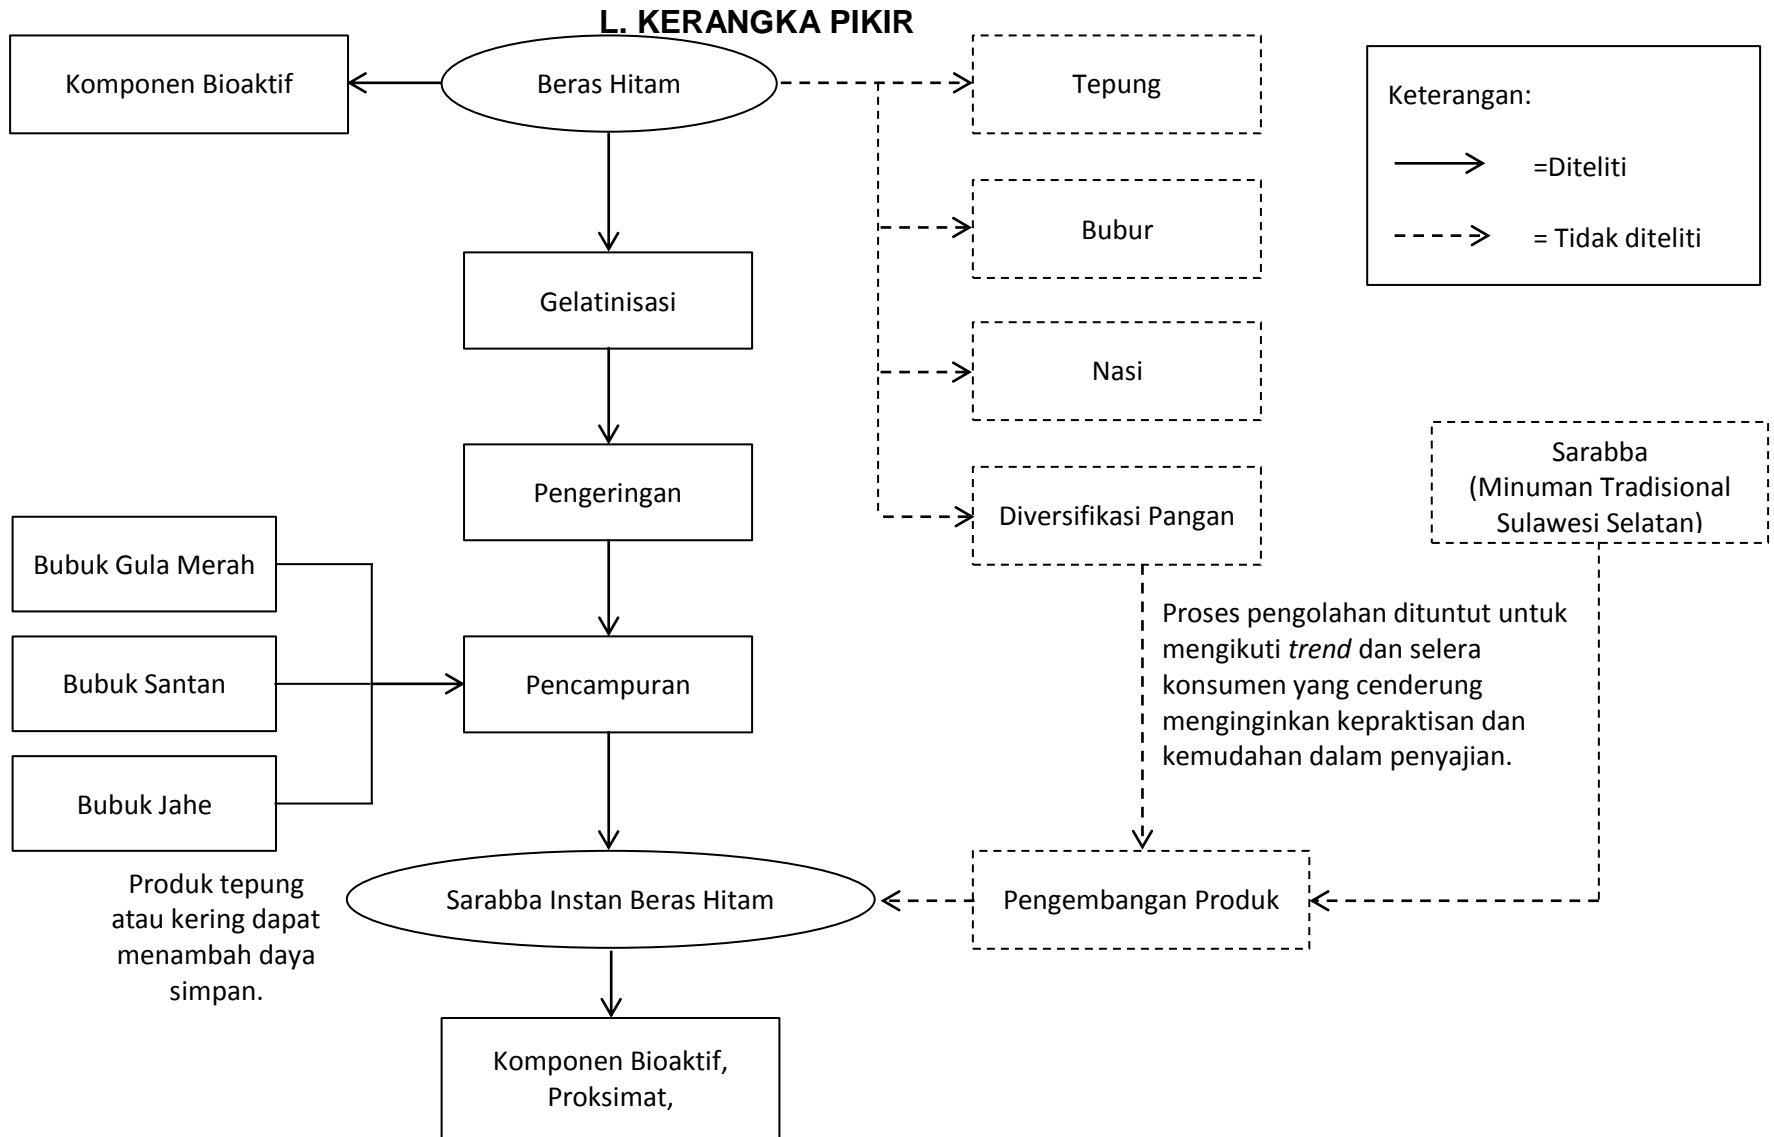 L. KERANGKA PIKIR
Komponen Bioaktif
Beras Hitam
Tepung
Keterangan:
=Diteliti
= Tidak diteliti
Bubur
Gelatinisasi
Nasi
Sarabba
(Minuman Tradisional
Sulawesi Selatan)
Pengeringan
Diversifikasi Pangan
Bubuk Gula Merah
Proses pengolahan dituntut untuk
mengikuti trend dan selera
konsumen yang cenderung
menginginkan kepraktisan dan
kemudahan dalam penyajian.
Bubuk Santan
Pencampuran
Bubuk Jahe
Produk tepung
atau kering dapat
menambah daya
simpan.
Sarabba Instan Beras Hitam
Pengembangan Produk
Komponen Bioaktif,
Proksimat,